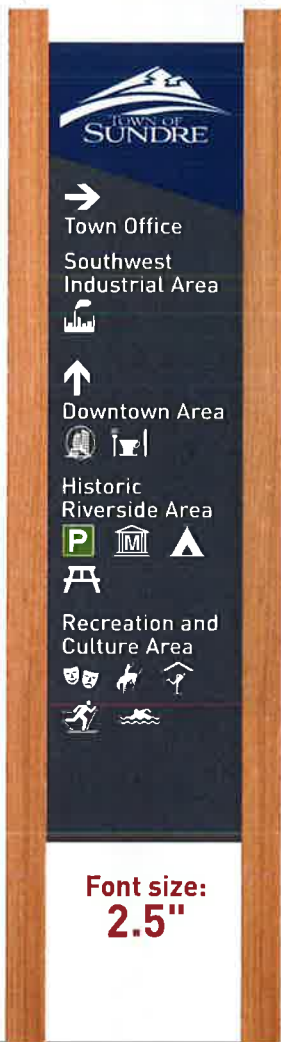 TOWN OF
SUNDRE
Town Office
Southwest
Industrial Area
Downtown Area
Historic
Riverside Area
P
M
Recreation and
Culture Area
Font size:
2.5"